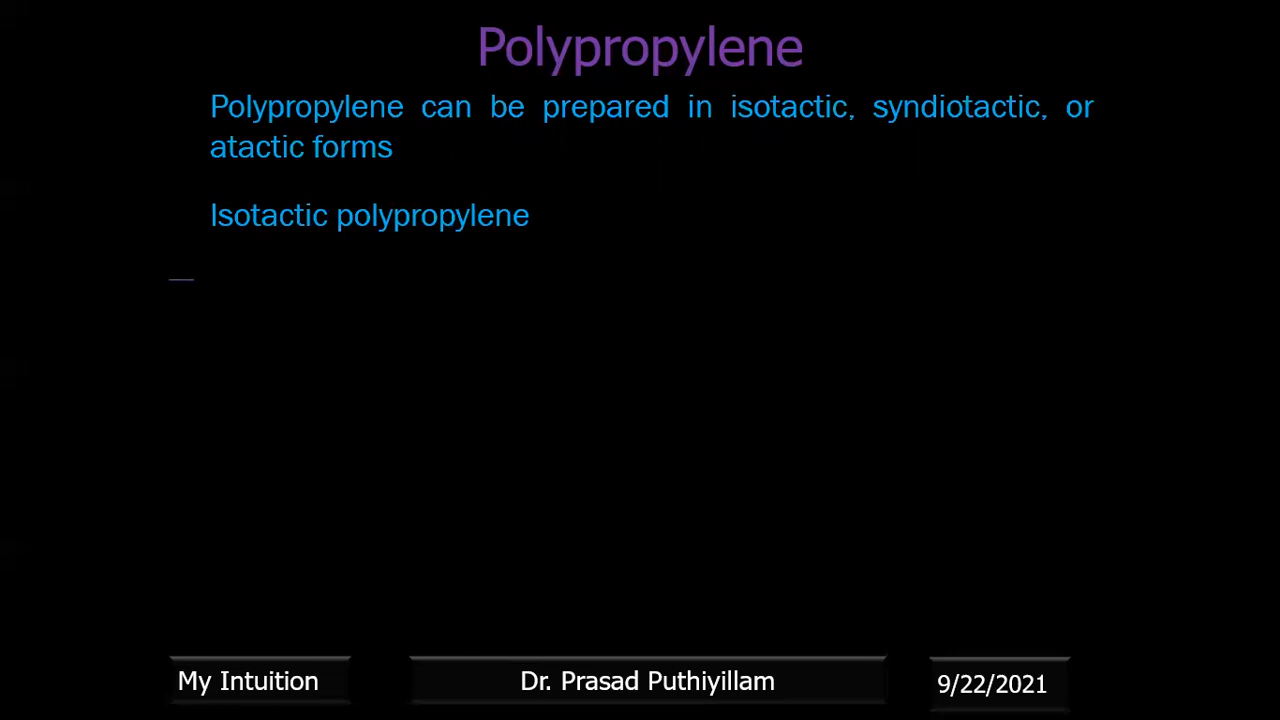 Polypropylene
Polypropylene can be prepared in isotactic, syndiotactic, or
atactic forms
Isotactic polypropylene
My Intuition
Dr. Prasad Puthiyillam
9/22/2021